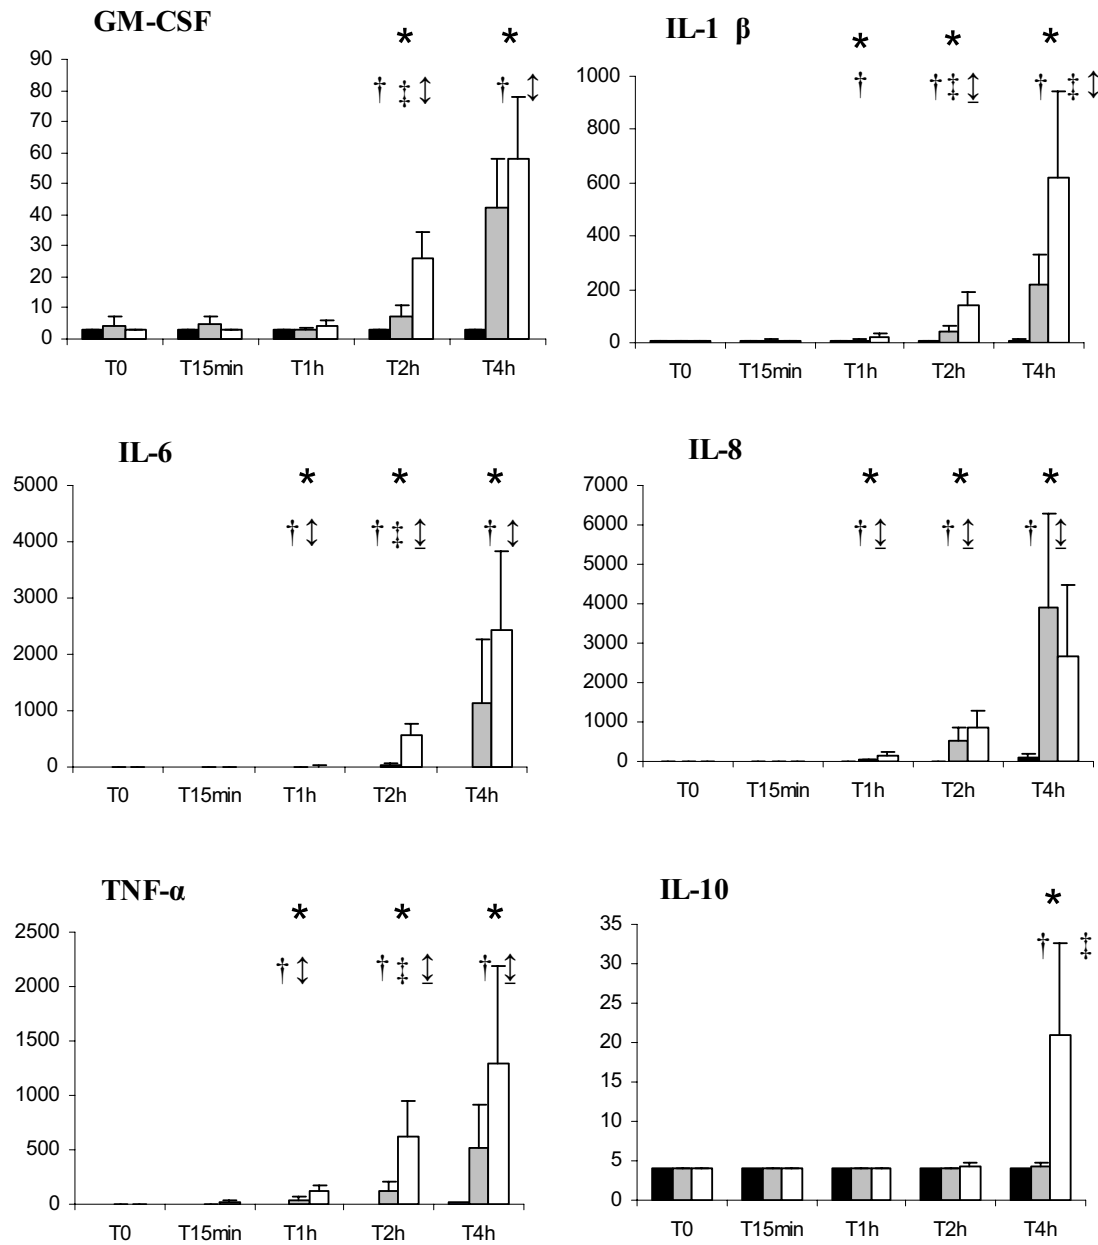 GM-CSF
* *
† ‡ ↕ † ↕
90
80
70
60
50
40
30
20
10
0
T0 T15min T1h T2h T4h
IL-1 β
* * *
† † ‡ ↨ † ‡ ↕
1000
800
600
400
200
0
T0 T15min T1h T2h T4h
IL-6
* * *
† ↕ † ‡ ↨ † ↕
5000
4000
3000
2000
1000
0
T0 T15min T1h T2h T4h
IL-8
* * *
† ↨ † ↨ † ↨
7000
6000
5000
4000
3000
2000
1000
0
T0 T15min T1h T2h T4h
TNF-α
* * *
† ↕ † ‡ ↨ † ↨
2500
2000
1500
1000
500
0
T0 T15min T1h T2h T4h
IL-10
*
† ‡
35
30
25
20
15
10
5
0
T0 T15min T1h T2h T4h